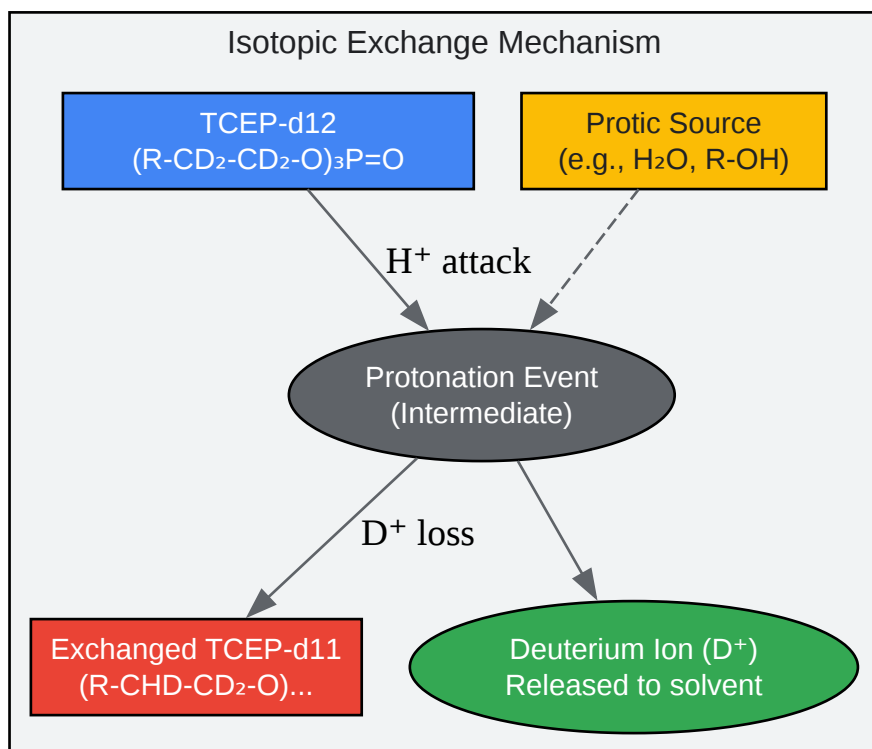 Isotopic Exchange Mechanism
TCEP-d12
(R-CD₂-CD₂-O)₃P=O
Protic Source
(e.g., H₂O, R-OH)
H⁺ attack
Protonation Event
(Intermediate)
D⁺ loss
Exchanged TCEP-d11
(R-CHD-CD₂-O)...
Deuterium Ion (D⁺)
Released to solvent